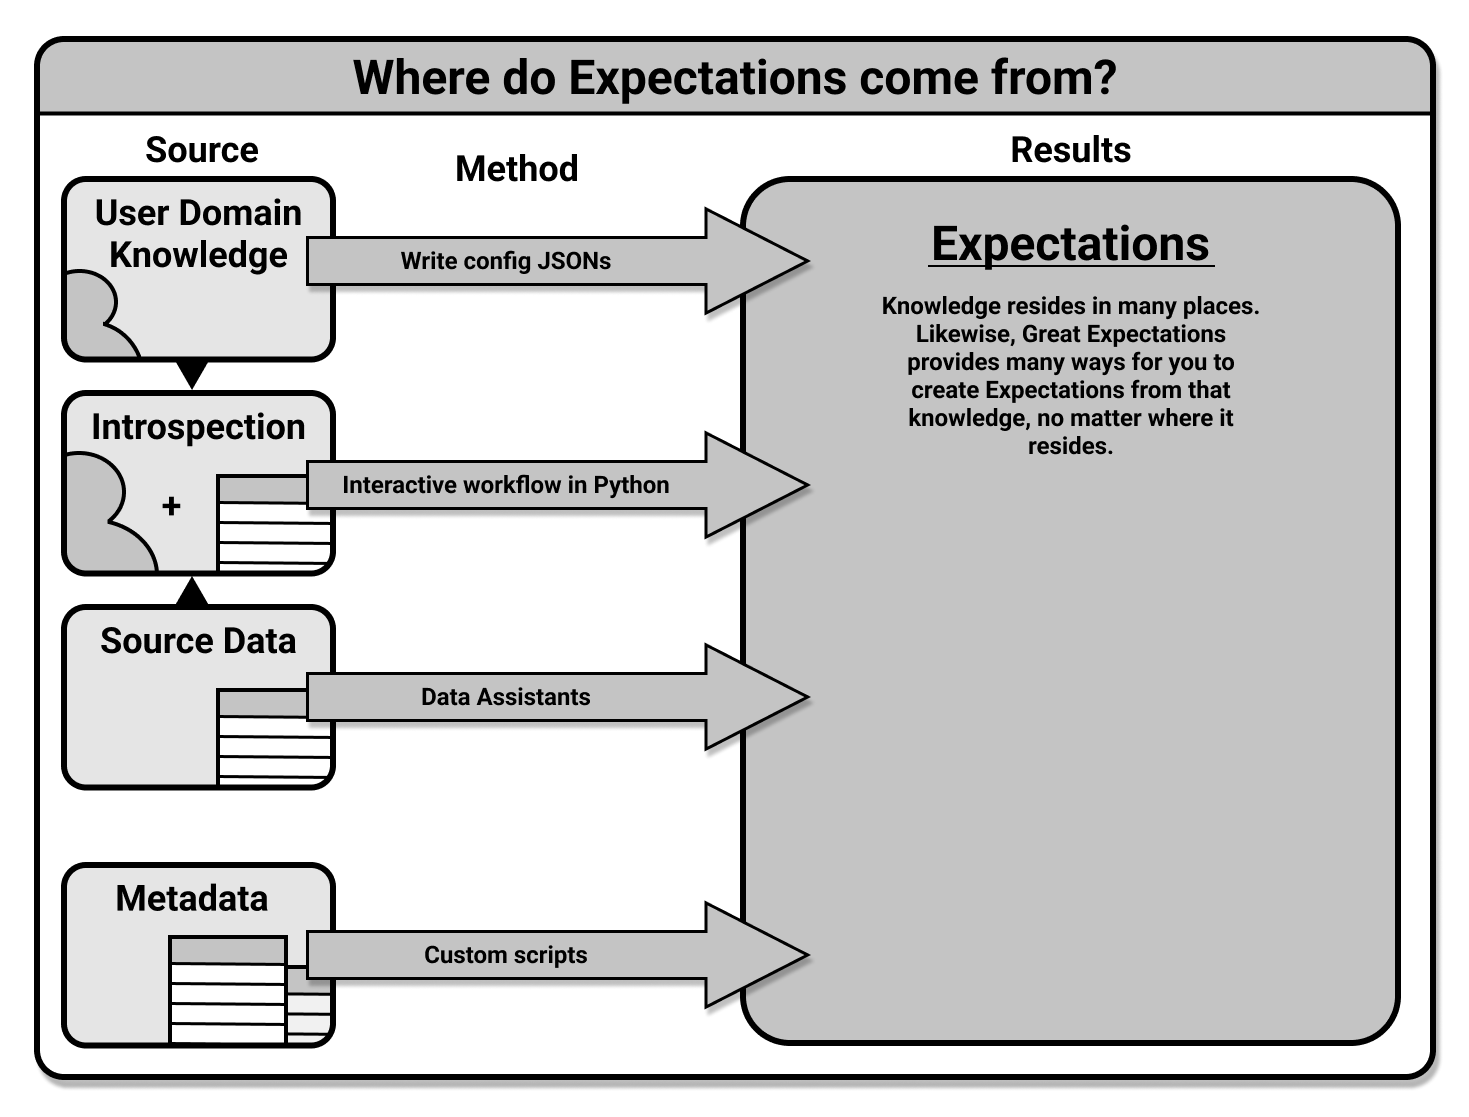 Where do Expectations come from?
Source
Method
Results
User Domain
Knowledge
Write config JSONs
Introspection
+
Interactive workflow in Python
Source Data
Data Assistants
Metadata
Custom scripts
Expectations
Knowledge resides in many places.
Likewise, Great Expectations
provides many ways for you to
create Expectations from that
knowledge, no matter where it
resides.